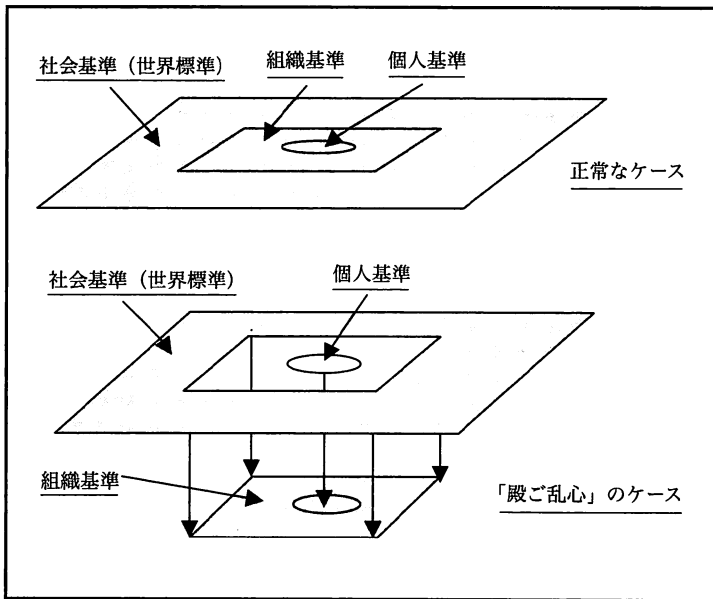 社会基準（世界標準）
組織基準
個人基準
正常なケース
社会基準（世界標準）
個人基準
組織基準
「殿ご乱心」のケース